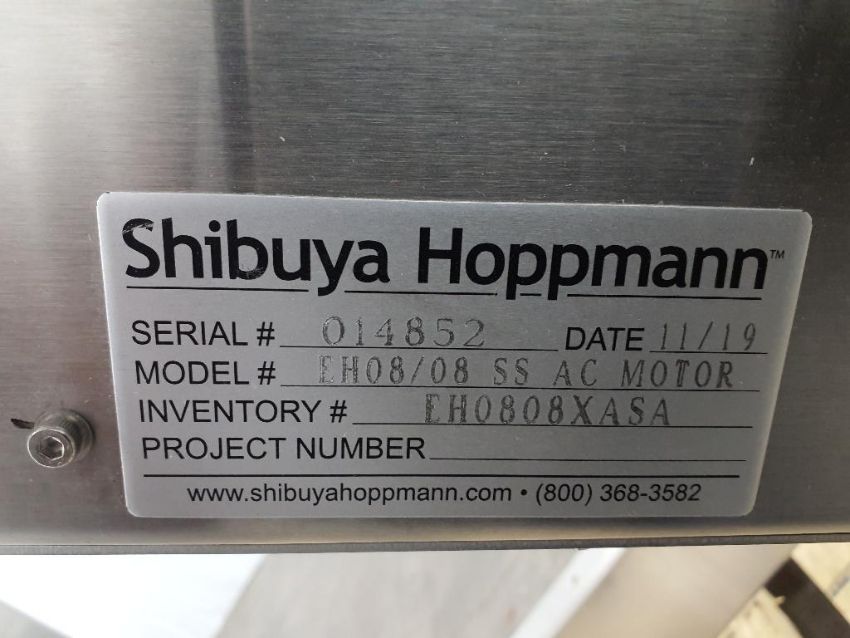 Shibuya Hoppmann™
SERIAL # 014852 DATE 11/19
MODEL # EH08/08 SS AC MOTOR
INVENTORY # EH0808XASA
PROJECT NUMBER
www.shibuyahoppmann.com • (800) 368-3582